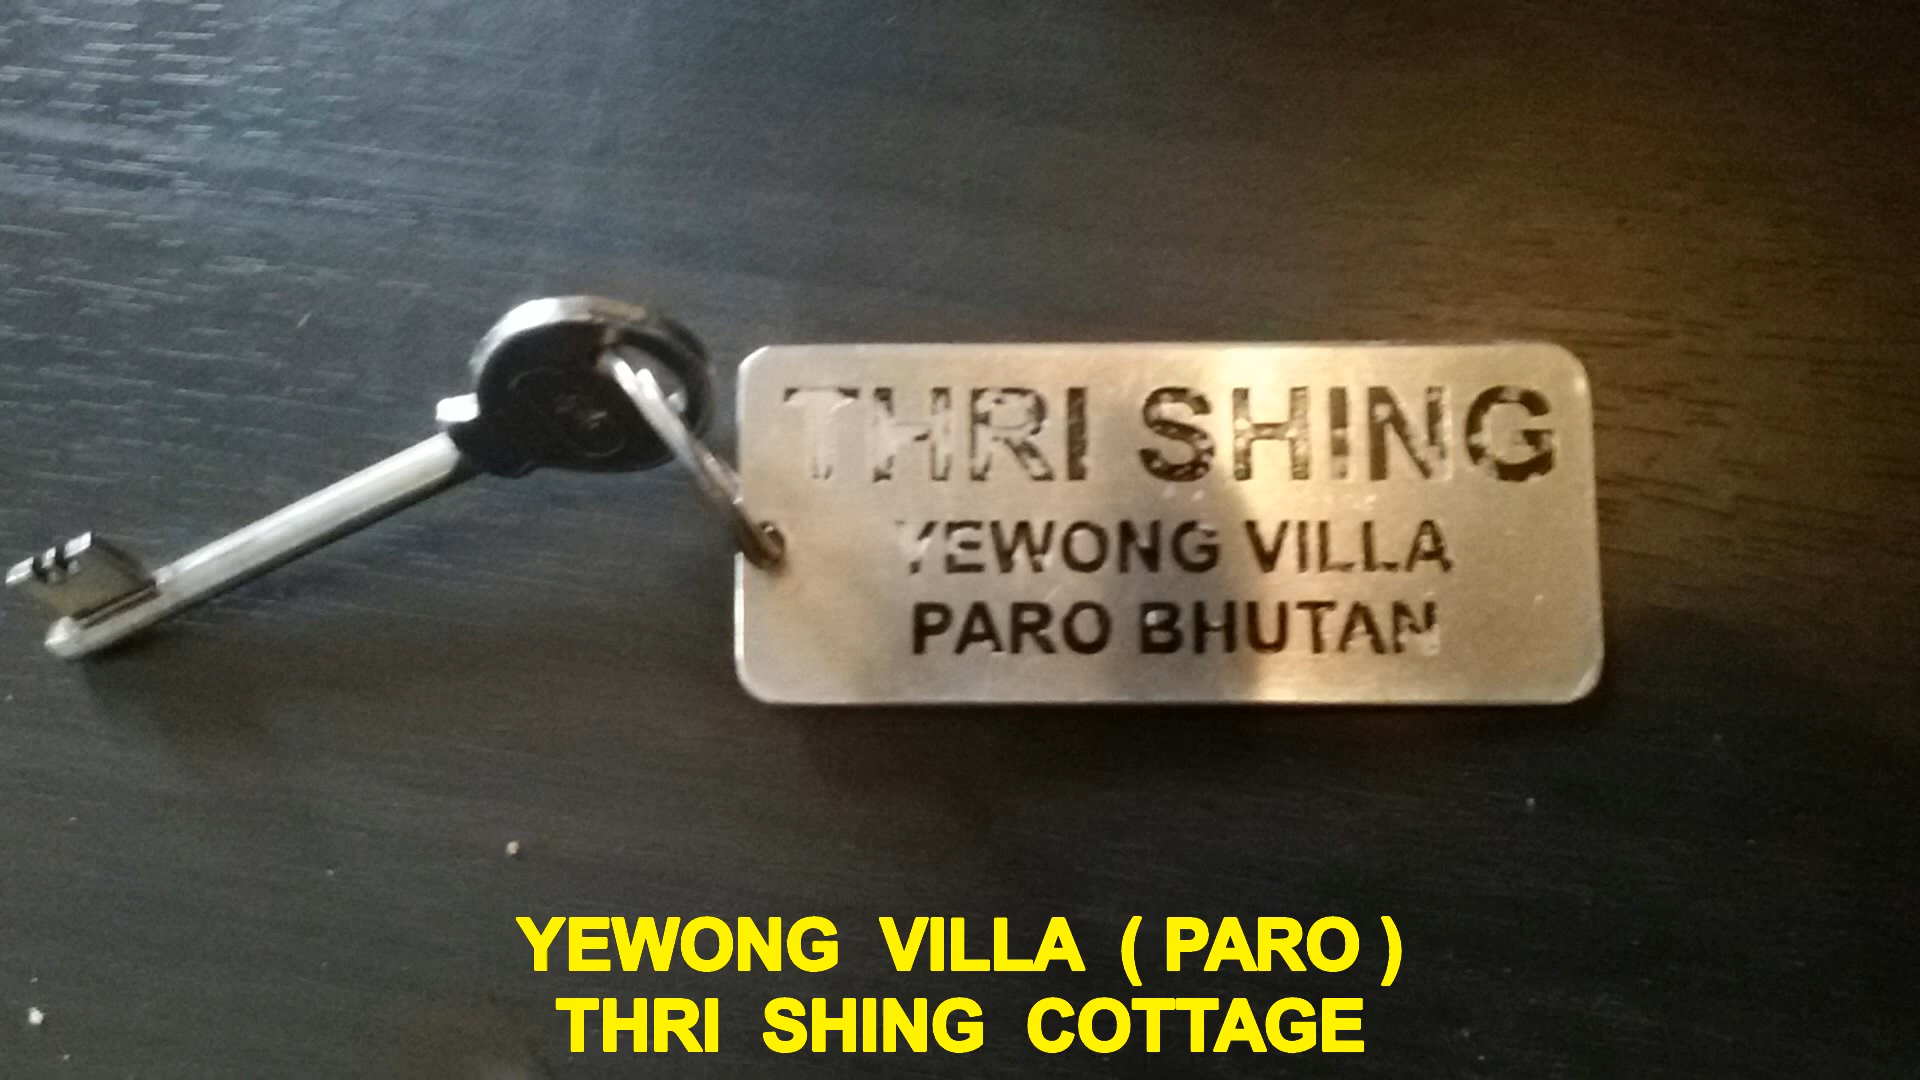 THRI SHING
YEWONG VILLA
PARO BHUTAN
YEWONG VILLA ( PARO )
THRI SHING COTTAGE